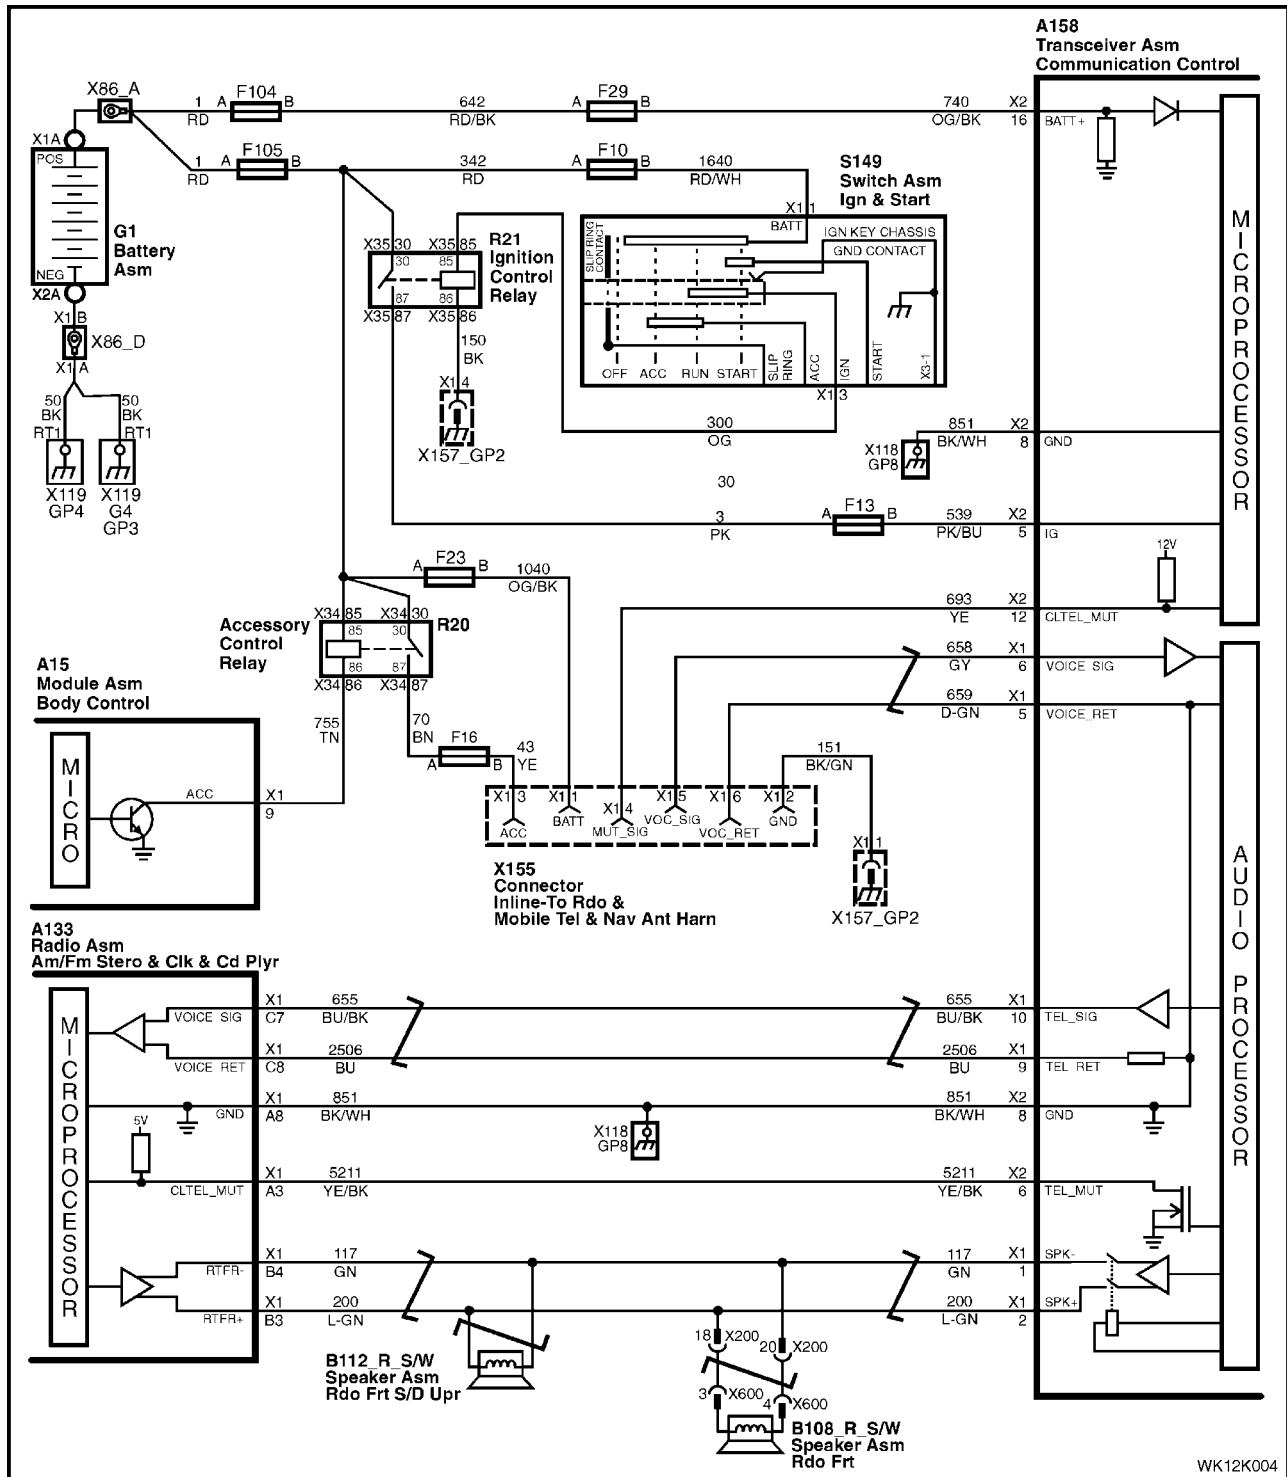 A158
Transceiver Asm
Communication Control
X86_A
1
RD
A F104 B
642
RD/BK
A F29 B
740
OG/BK
X2
16
BATT+
X1A
POS
1
RD
A F105 B
342
RD
A F10 B
1640
RD/WH
S149
Switch Asm
Ign & Start
G1
Battery
Asm
NEG
X2A
X1 B
X86_D
X1 A
50
BK
RT1
50
BK
RT1
X119
GP4
X119
G4
GP3
X35 30
X35 85
30
85
87
86
X35 87
X35 86
R21
Ignition
Control
Relay
150
BK
X1 4
X157_GP2
X1 1
BATT
SLIP RING
CONTACT
IGN KEY CHASSIS
GND CONTACT
OFF ACC RUN START
SLIP
RING
ACC
IGN
START
X3-1
X1 3
300
OG
30
MICROPROCESSOR
X118
GP8
851
BK/WH
X2
8
GND
3
PK
A F13 B
539
PK/BU
X2
5
IG
12V
A F23 B
1040
OG/BK
693
YE
X2
12
CLTEL_MUT
Accessory
Control
Relay
X34 85
X34 30
85
30
86
87
X34 86
X34 87
R20
658
GY
X1
6
VOICE SIG
659
D-GN
X1
5
VOICE_RET
A15
Module Asm
Body Control
MICRO
ACC
X1
9
755
TN
70
BN
A F16 B
43
YE
151
BK/GN
X1 3
ACC
X1 1
BATT
X1 4
MUT_SIG
X1 5
VOC_SIG
X1 6
VOC_RET
X1 2
GND
X1 1
X157_GP2
X155
Connector
Inline-To Rdo &
Mobile Tel & Nav Ant Harn
AUDIO PROCESSOR
A133
Radio Asm
Am/Fm Stero & Clk & Cd Plyr
MICROPROCESSOR
VOICE SIG
X1
C7
655
BU/BK
655
BU/BK
X1
10
TEL_SIG
VOICE RET
X1
C8
2506
BU
2506
BU
X1
9
TEL RET
GND
X1
A8
851
BK/WH
X118
GP8
851
BK/WH
X2
8
GND
5V
CLTEL_MUT
X1
A3
5211
YE/BK
5211
YE/BK
X2
6
TEL_MUT
RTFR-
X1
B4
117
GN
117
GN
X1
1
SPK-
RTFR+
X1
B3
200
L-GN
200
L-GN
X1
2
SPK+
B112_R_S/W
Speaker Asm
Rdo Frt S/D Upr
18 X200
20 X200
3 X600
4 X600
B108_R_S/W
Speaker Asm
Rdo Frt
WK12K004